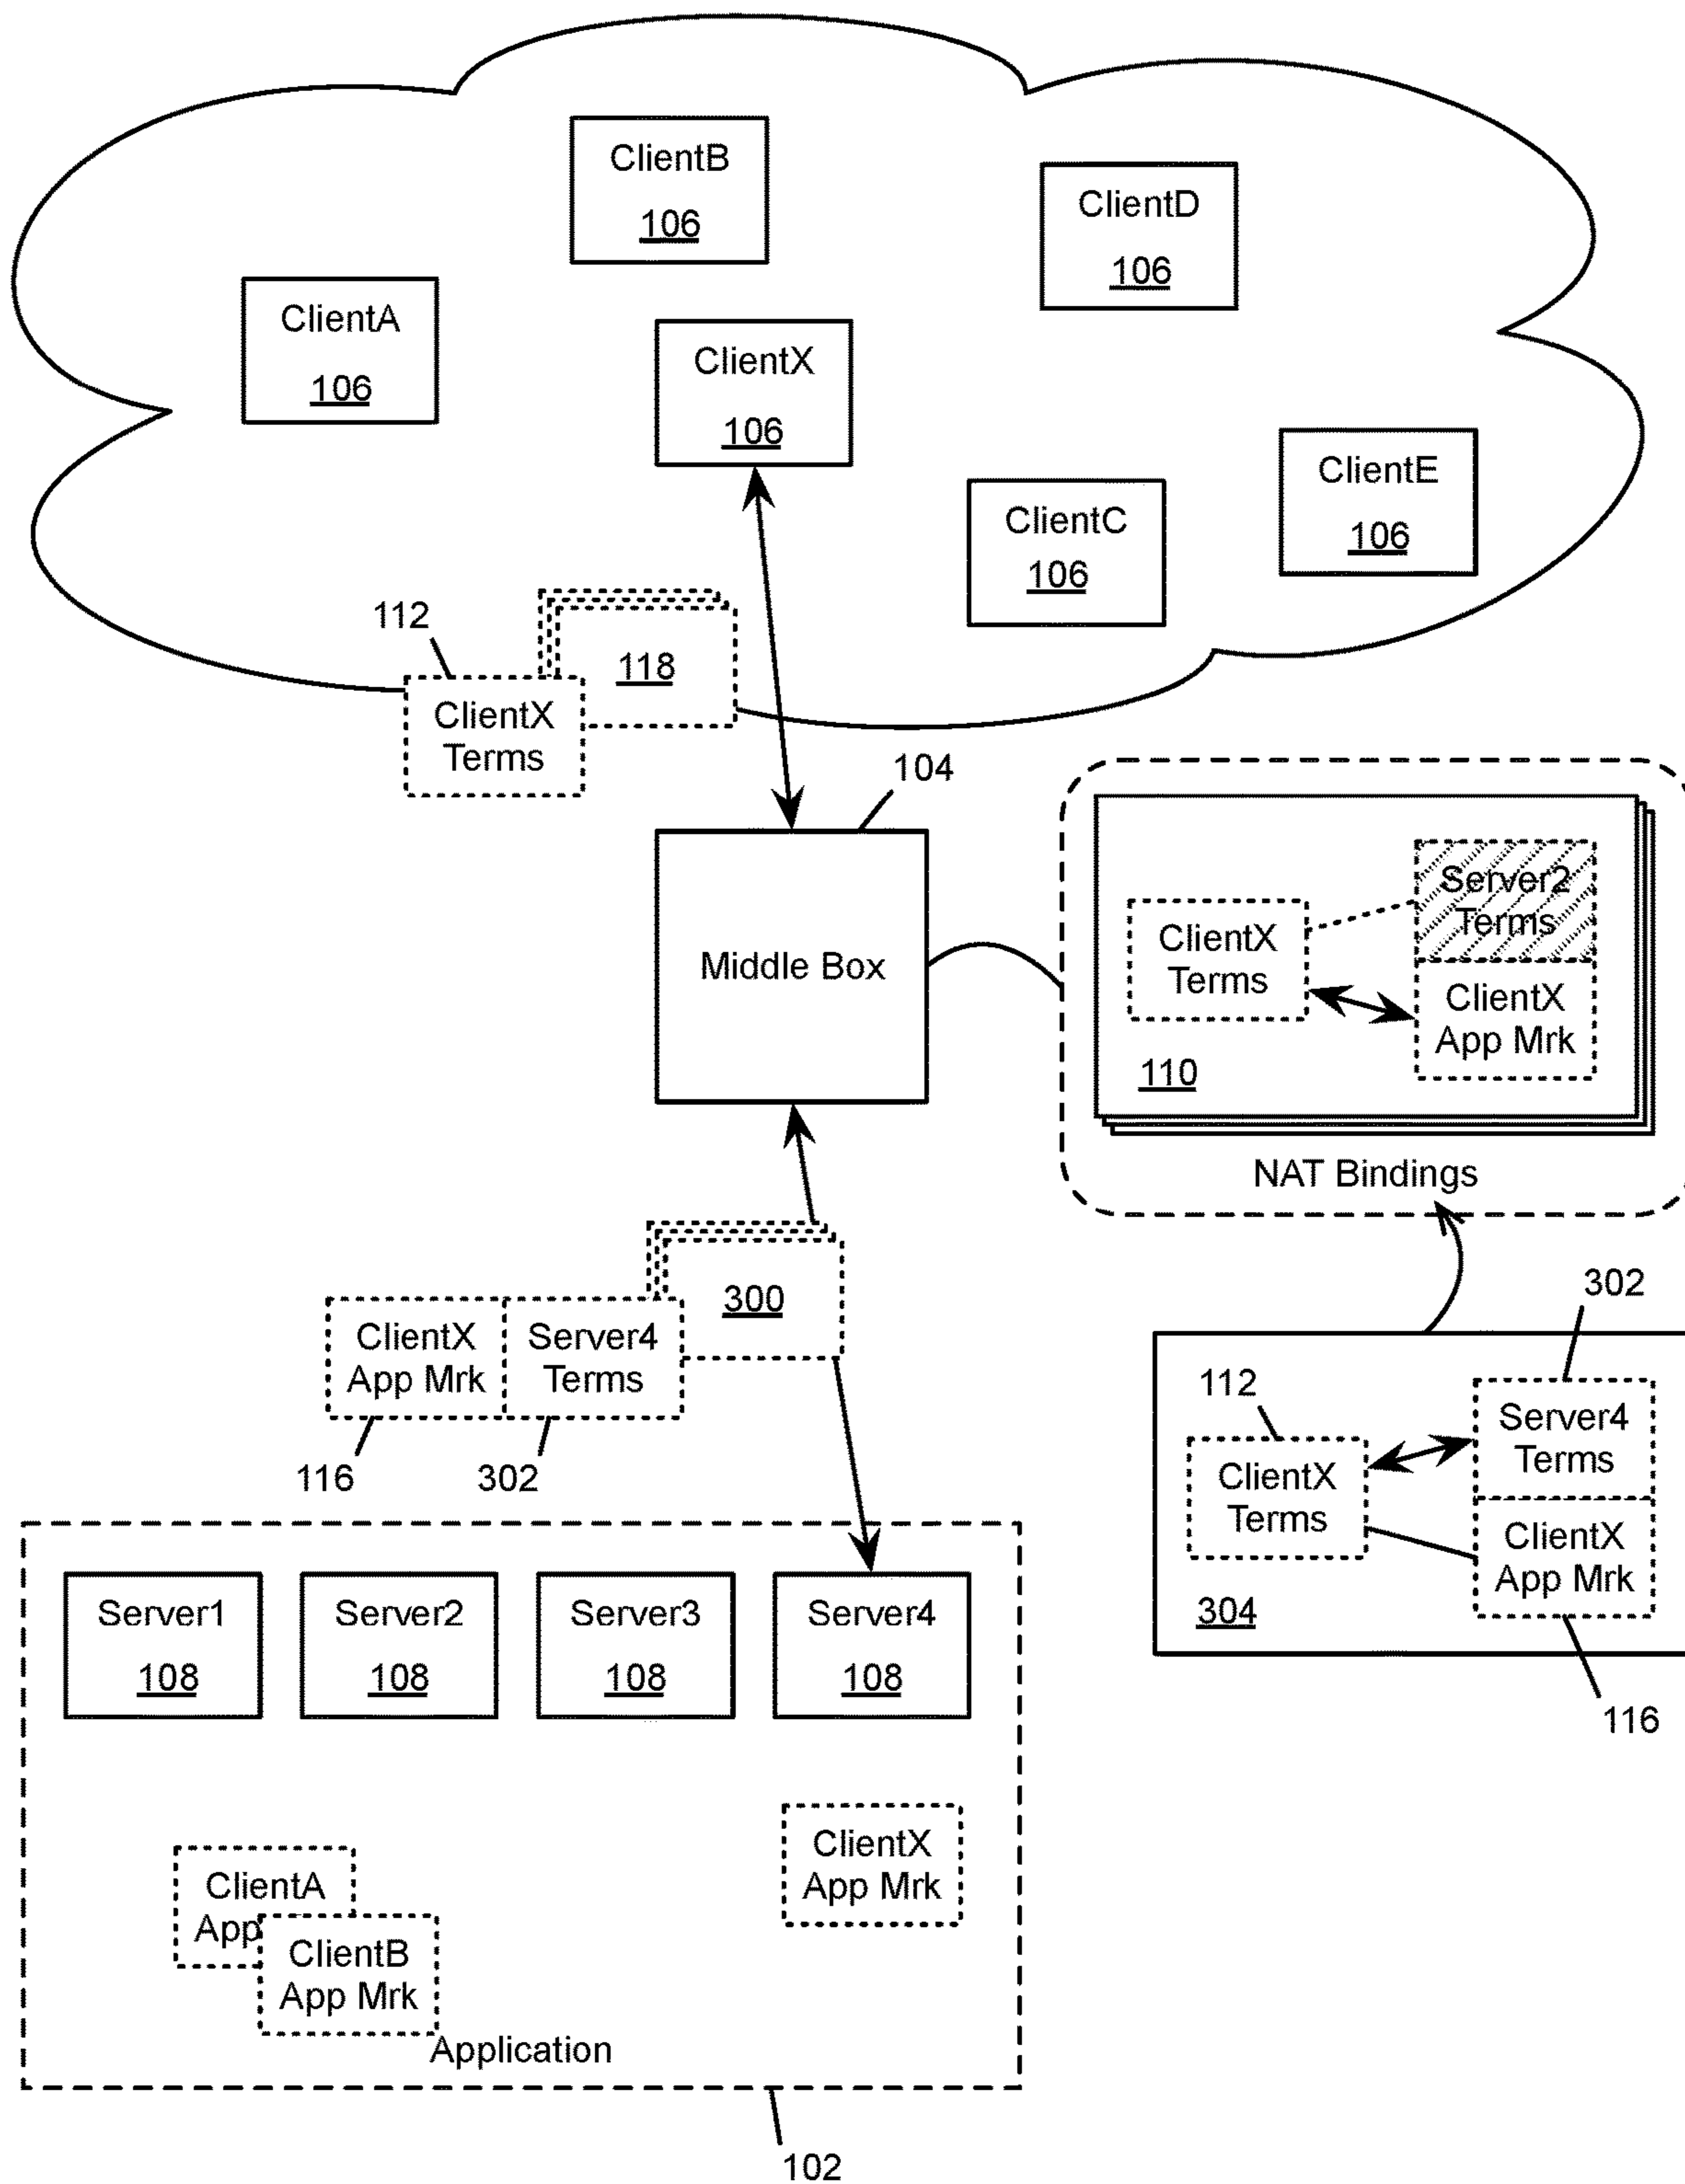 ClientB
106
ClientD
106
ClientA
106
ClientX
106
ClientE
106
ClientC
106
112
118
ClientX
Terms
104
Middle Box
Server2
Terms
ClientX
Terms
ClientX
App Mrk
110
NAT Bindings
300
ClientX
App Mrk
Server4
Terms
116
302
302
112
Server4
Terms
ClientX
Terms
ClientX
App Mrk
304
116
Server1
108
Server2
108
Server3
108
Server4
108
ClientX
App Mrk
ClientA
App
ClientB
App Mrk
Application
102